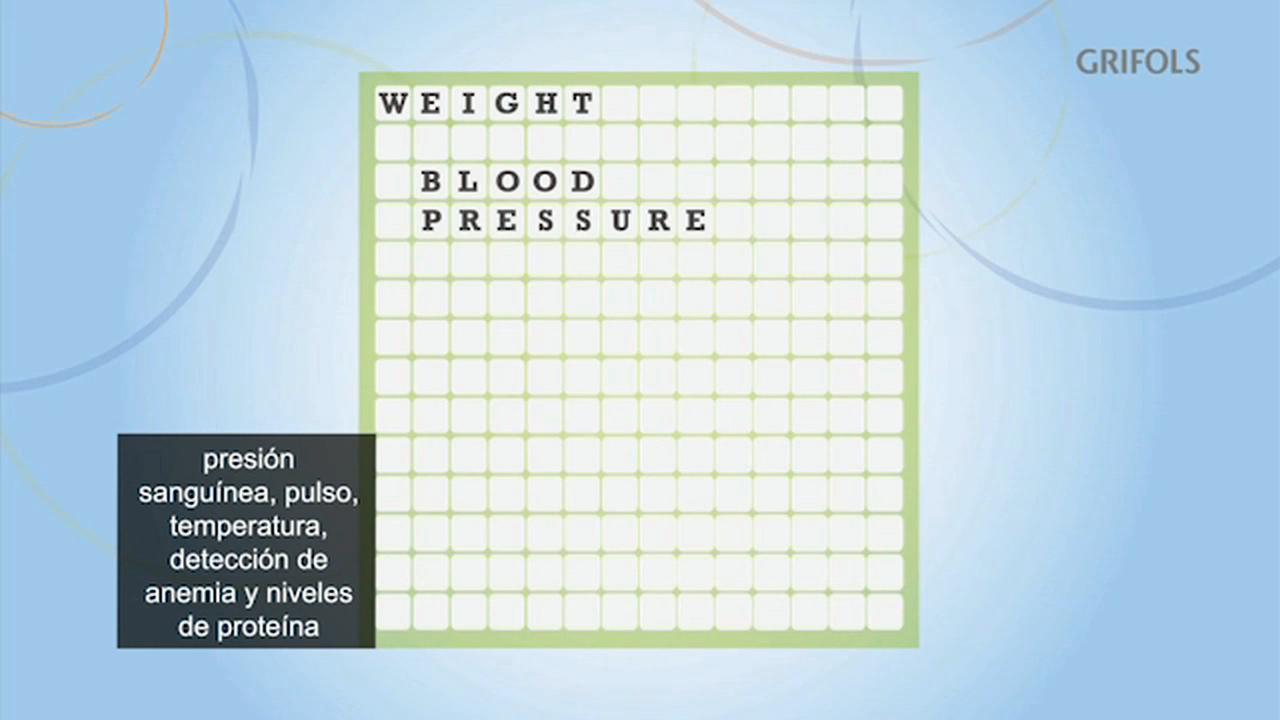 GRIFOLS
WEIGHT
BLOOD
PRESSURE
presión
sanguínea, pulso,
temperatura,
detección de
anemia y niveles
de proteína